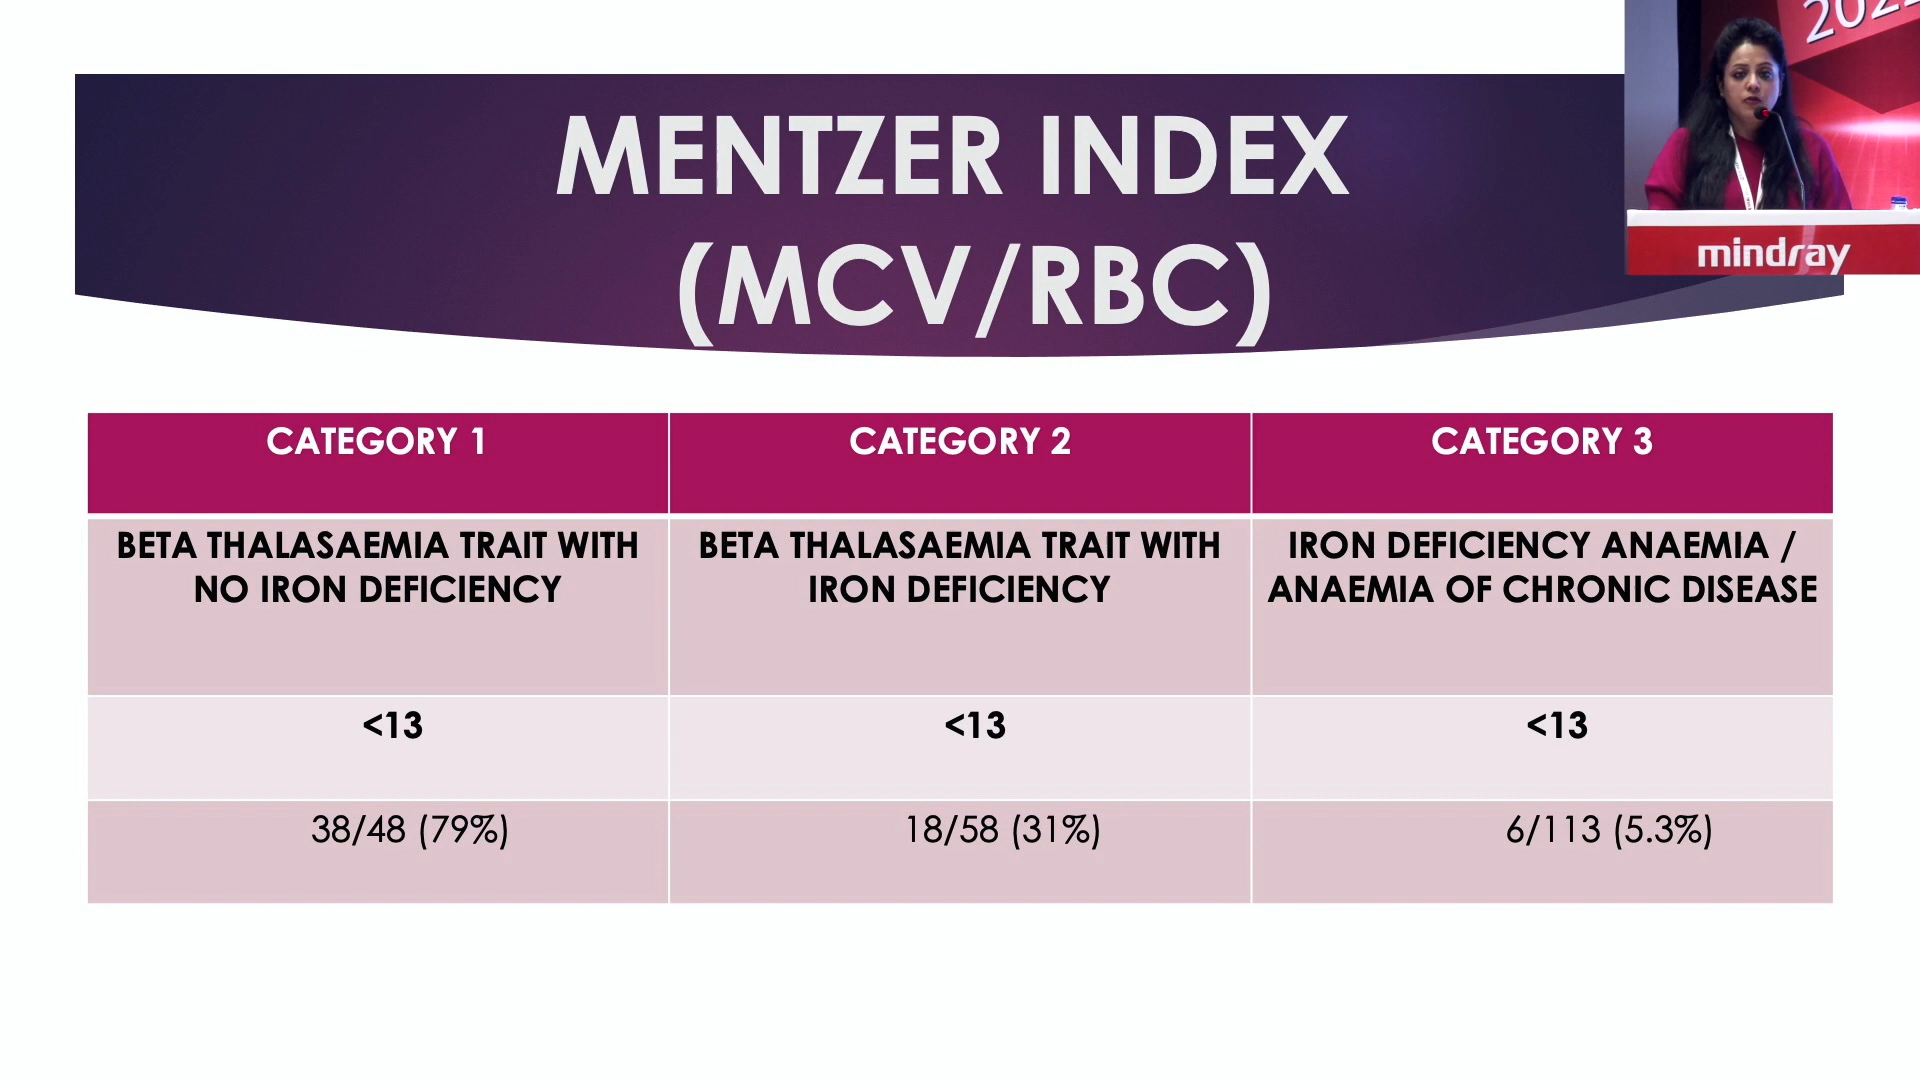 MENTZER INDEX
(MCV/RBC)
mindray
CATEGORY 1
CATEGORY 2
CATEGORY 3
BETA THALASAEMIA TRAIT WITH
NO IRON DEFICIENCY
BETA THALASAEMIA TRAIT WITH
IRON DEFICIENCY
IRON DEFICIENCY ANAEMIA /
ANAEMIA OF CHRONIC DISEASE
<13
<13
<13
38/48 (79%)
18/58 (31%)
6/113 (5.3%)